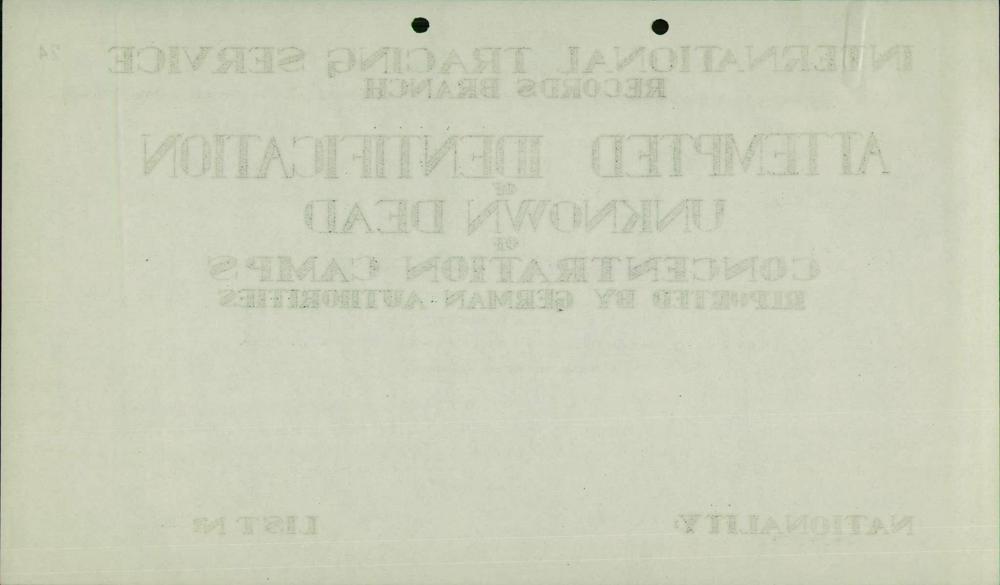 24
INTERNATIONAL TRACING SERVICE
RECORDS BRANCH
ATTEMPTED IDENTIFICATION
OF
UNKNOWN DEAD
OF
CONCENTRATION CAMPS
REPORTED BY GERMAN AUTHORITIES
NATIONALITY LIST №